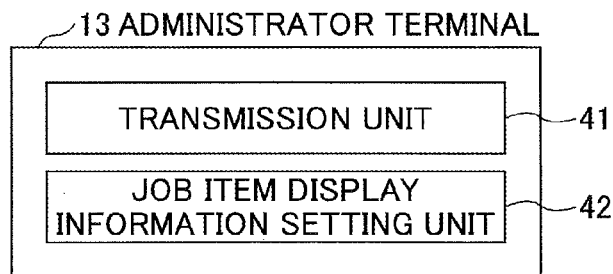 13 ADMINISTRATOR TERMINAL
TRANSMISSION UNIT
41
JOB ITEM DISPLAY
INFORMATION SETTING UNIT
42